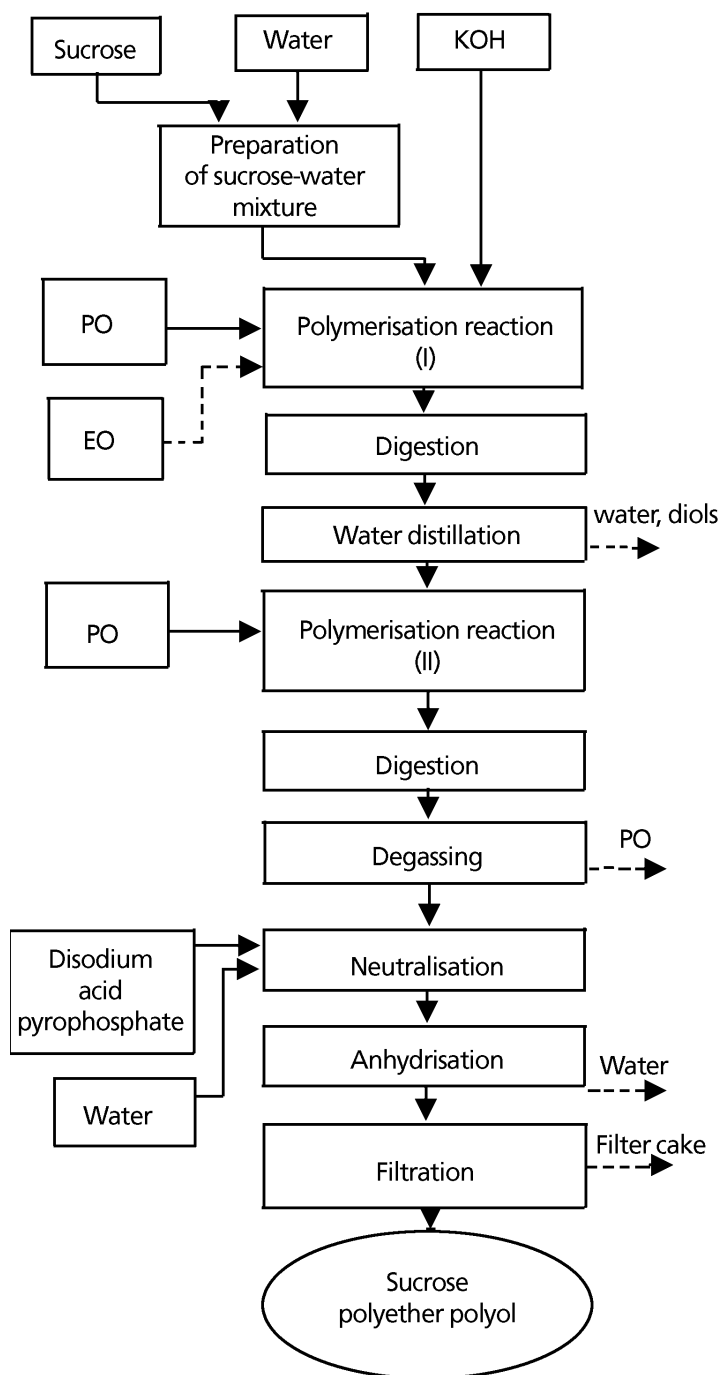 Sucrose
Water
KOH
Preparation
of sucrose-water
mixture
PO
Polymerisation reaction
(I)
EO
Digestion
Water distillation
water, diols
PO
Polymerisation reaction
(II)
Digestion
Degassing
PO
Disodium
acid
pyrophosphate
Neutralisation
Water
Anhydrisation
Water
Filtration
Filter cake
Sucrose
polyether polyol